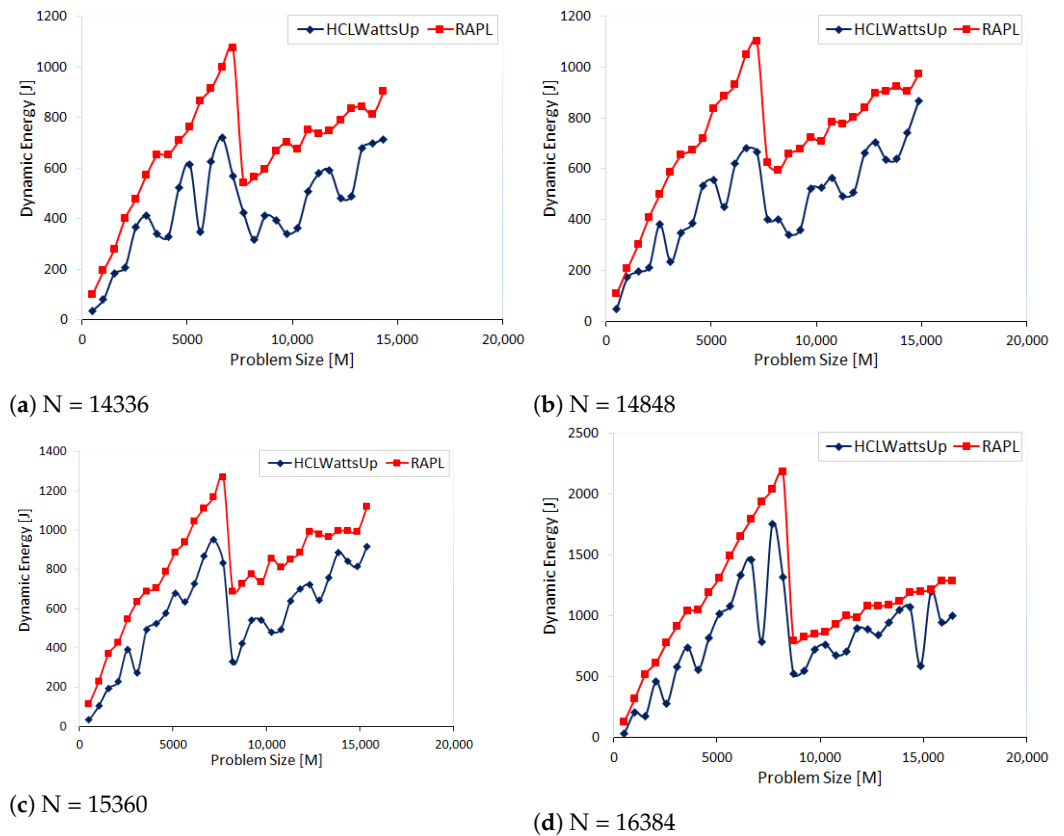 1200
1000
800
600
400
200
0
Dynamic Energy [J]
HCLWattsUp RAPL
0 5000 10,000 15,000 20,000
Problem Size [M]
(a) N = 14336
1200
1000
800
600
400
200
0
Dynamic Energy [J]
HCLWattsUp RAPL
0 5000 10,000 15,000 20,000
Problem Size [M]
(b) N = 14848
1400
1200
1000
800
600
400
200
0
Dynamic Energy [J]
HCLWattsUp RAPL
0 5000 10,000 15,000 20,000
Problem Size [M]
(c) N = 15360
2500
2000
1500
1000
500
0
Dynamic Energy [J]
HCLWattsUp RAPL
0 5000 10,000 15,000 20,000
Problem Size [M]
(d) N = 16384